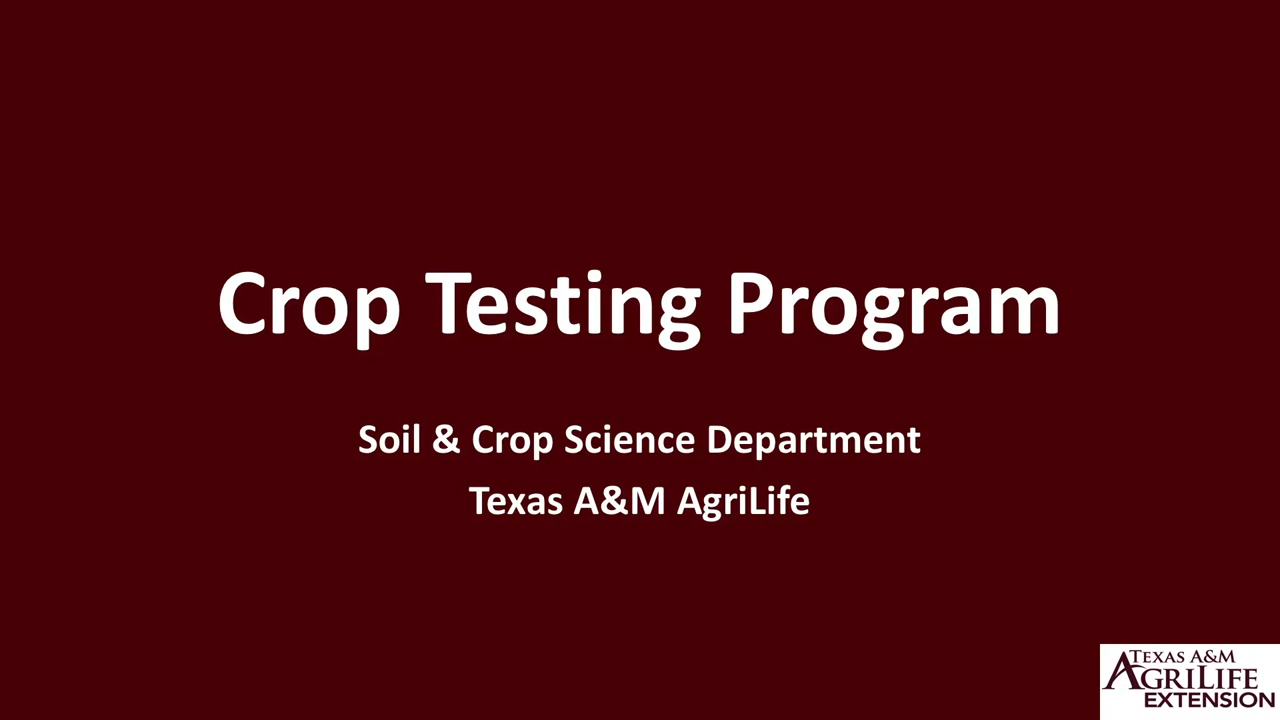 Crop Testing Program
Soil & Crop Science Department
Texas A&M AgriLife
TEXAS A&M
AGRILIFE
EXTENSION